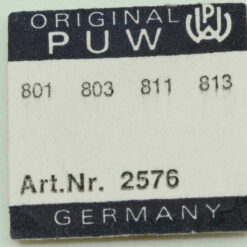 ORIGINAL
PUW
801 803 811 813
Art.Nr. 2576
GERMANY